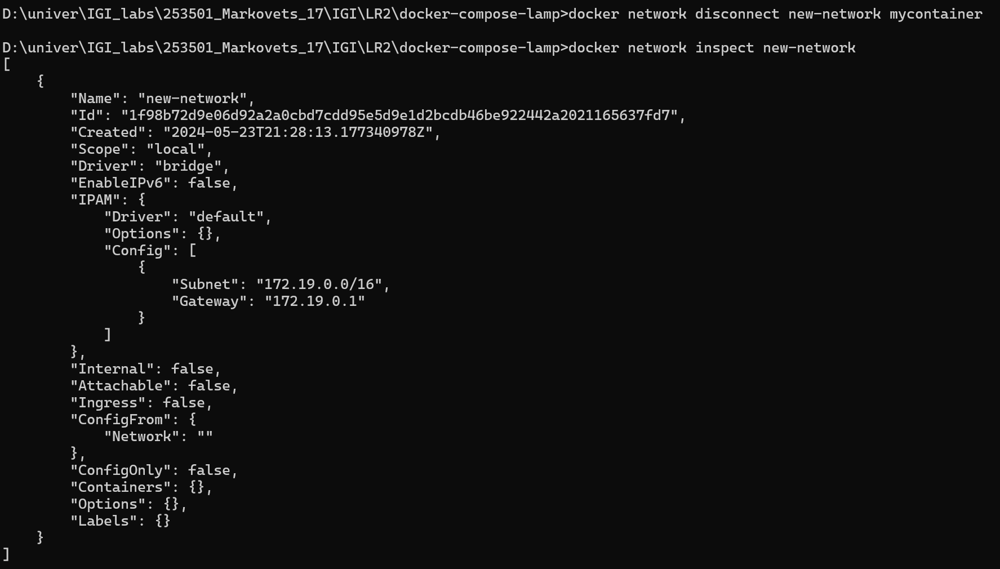 D:\univer\IGI_labs\253501_Markovets_17\IGI\LR2\docker-compose-lamp>docker network disconnect new-network mycontainer

D:\univer\IGI_labs\253501_Markovets_17\IGI\LR2\docker-compose-lamp>docker network inspect new-network
[
    {
        "Name": "new-network",
        "Id": "1f98b72d9e06d92a2a0cbd7cdd95e5d9e1d2bcdb46be922442a2021165637fd7",
        "Created": "2024-05-23T21:28:13.177340978Z",
        "Scope": "local",
        "Driver": "bridge",
        "EnableIPv6": false,
        "IPAM": {
            "Driver": "default",
            "Options": {},
            "Config": [
                {
                    "Subnet": "172.19.0.0/16",
                    "Gateway": "172.19.0.1"
                }
            ]
        },
        "Internal": false,
        "Attachable": false,
        "Ingress": false,
        "ConfigFrom": {
            "Network": ""
        },
        "ConfigOnly": false,
        "Containers": {},
        "Options": {},
        "Labels": {}
    }
]